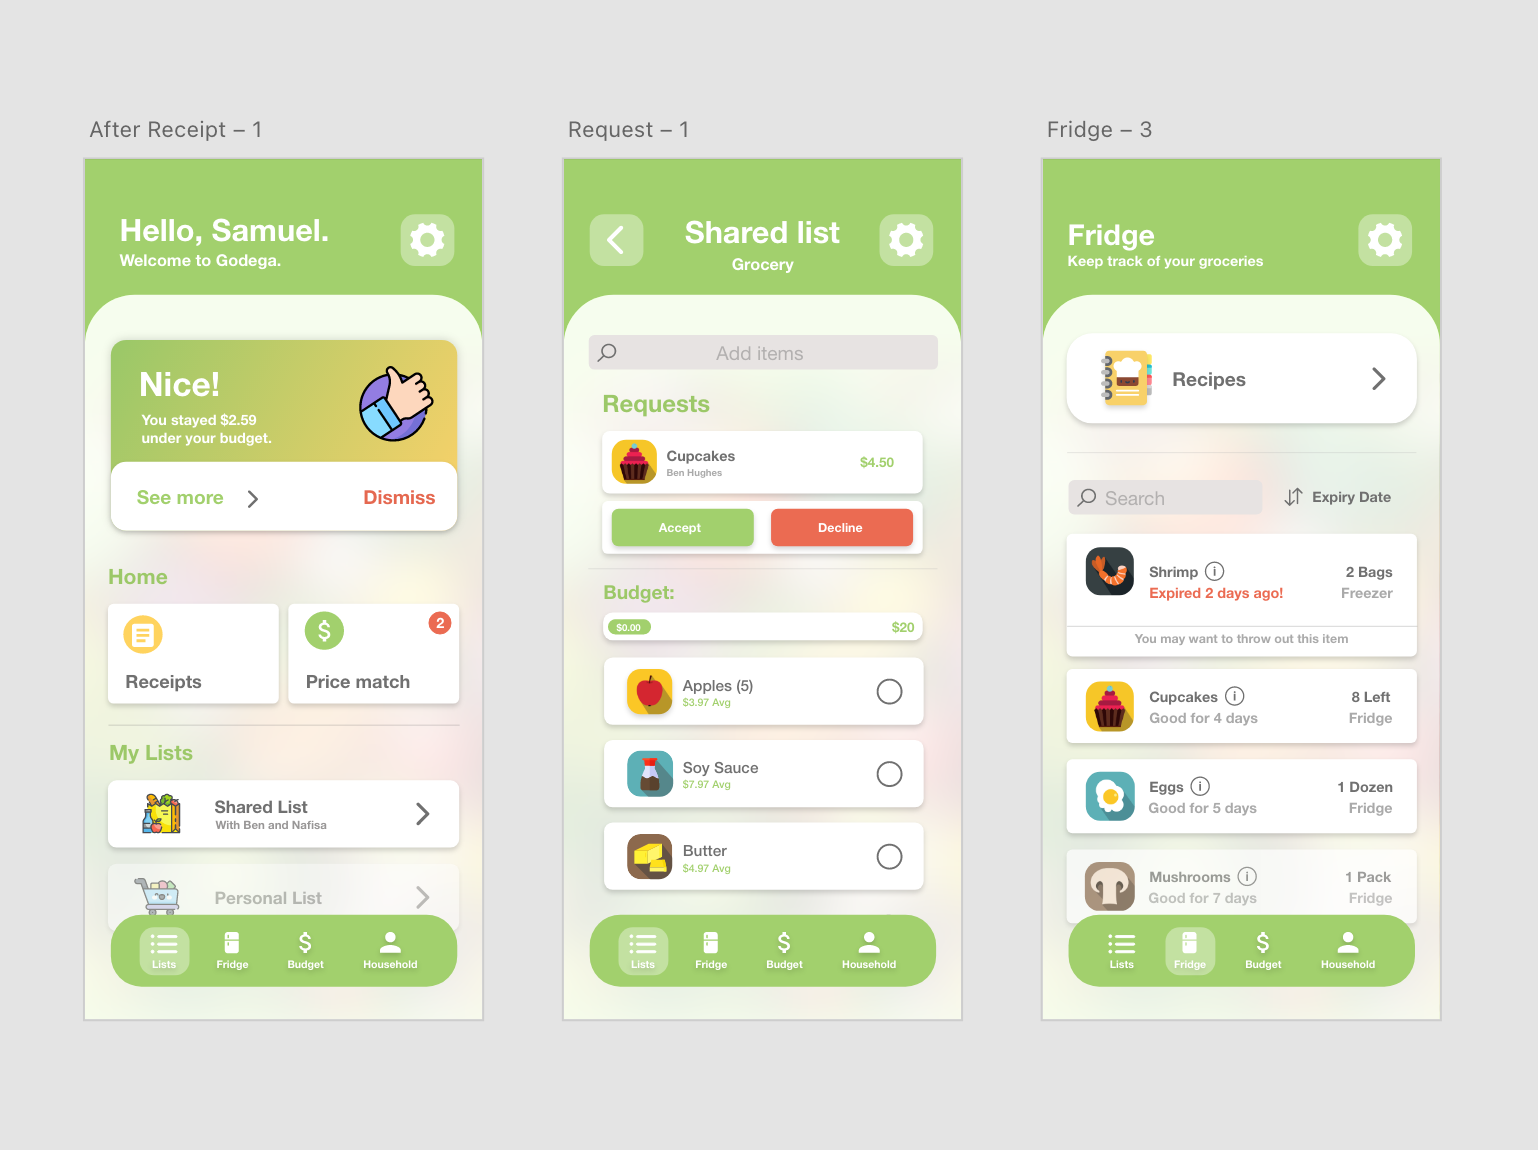 After Receipt – 1
Hello, Samuel.
Welcome to Godega.
Nice!
You stayed $2.59
under your budget.
See more
Dismiss
Home
Receipts
2
Price match
My Lists
Shared List
With Ben and Nafisa
Personal List
Lists
Fridge
Budget
Household
Request – 1
Shared list
Grocery
Add items
Requests
Cupcakes
Ben Hughes
$4.50
Accept
Decline
Budget:
$0.00
$20
Apples (5)
$3.97 Avg
Soy Sauce
$7.97 Avg
Butter
$4.97 Avg
Lists
Fridge
Budget
Household
Fridge – 3
Fridge
Keep track of your groceries
Recipes
Search
Expiry Date
Shrimp
2 Bags
Expired 2 days ago!
Freezer
You may want to throw out this item
Cupcakes
8 Left
Good for 4 days
Fridge
Eggs
1 Dozen
Good for 5 days
Fridge
Mushrooms
1 Pack
Good for 7 days
Fridge
Lists
Fridge
Budget
Household